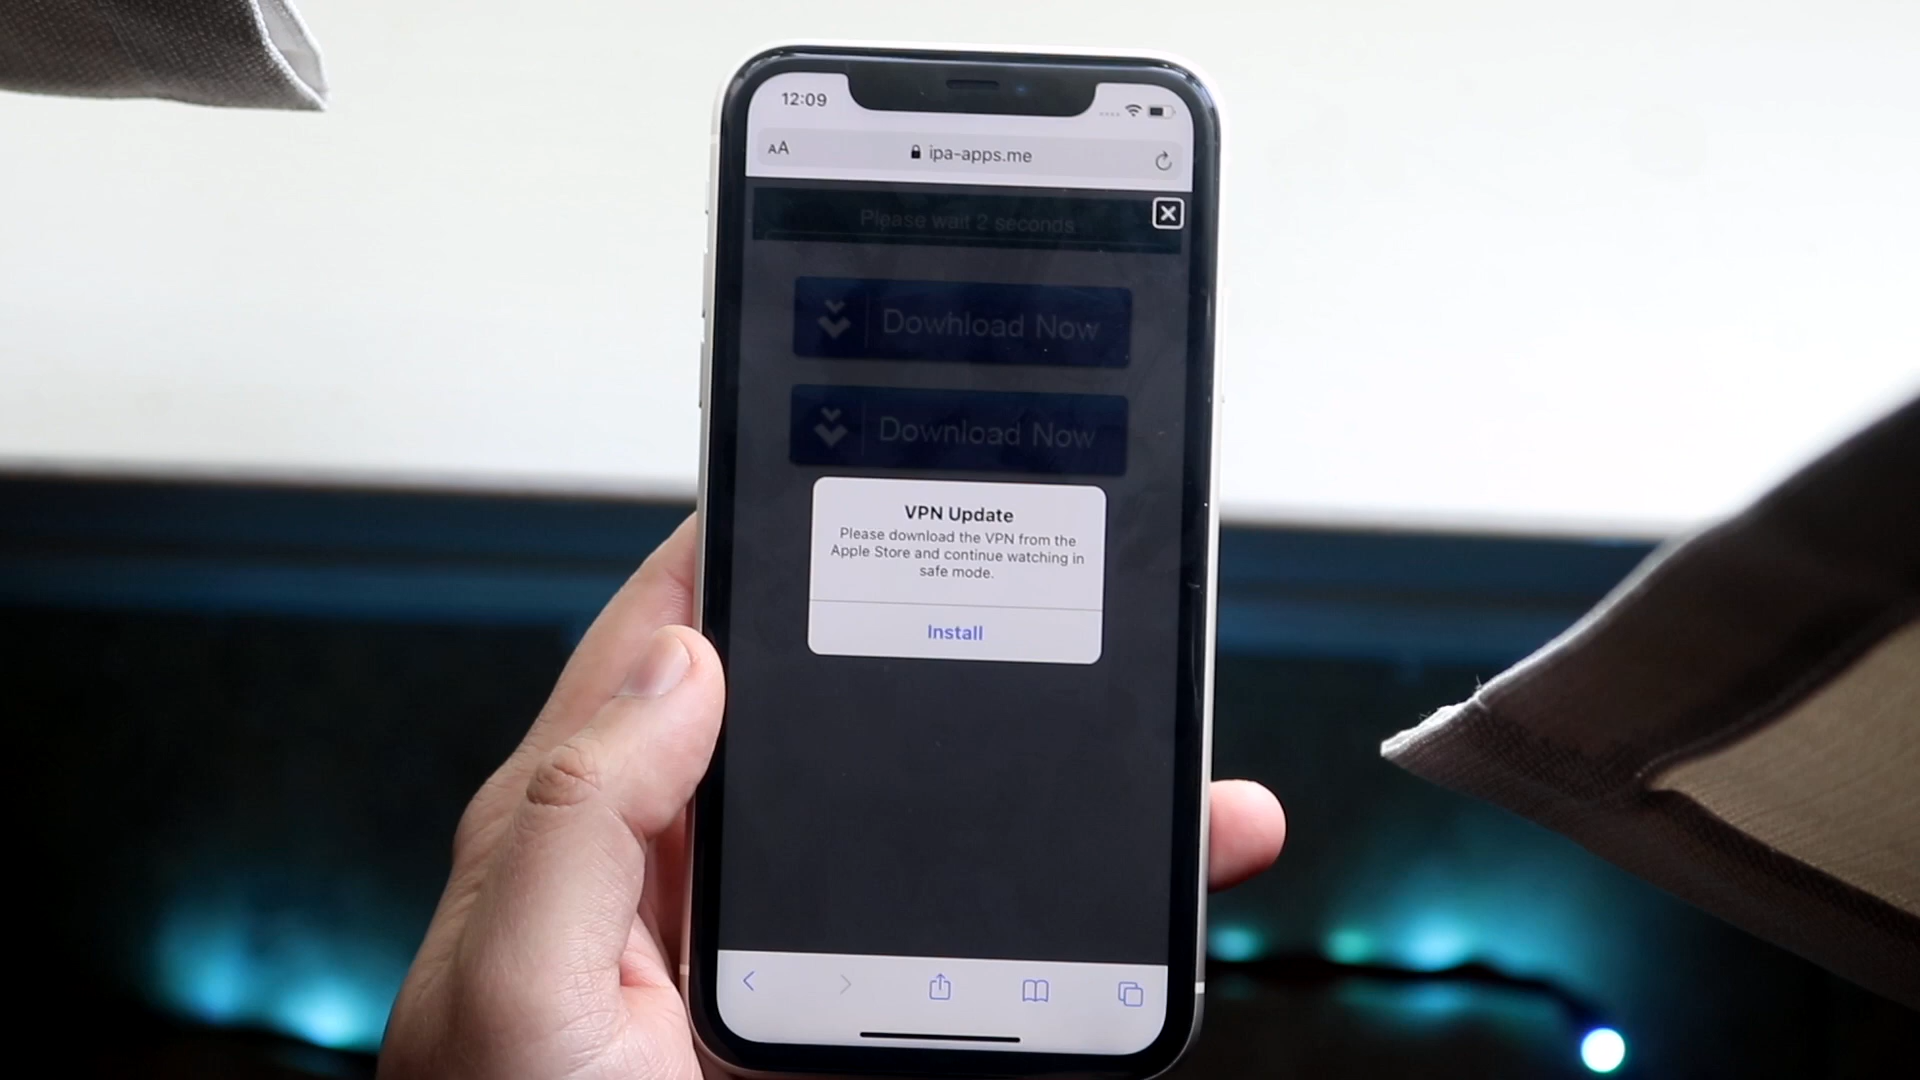 12:09
AA
ipa-apps.me
Please wait 2 seconds
Download Now
Download Now
VPN Update
Please download the VPN from the
Apple Store and continue watching in
safe mode.
Install